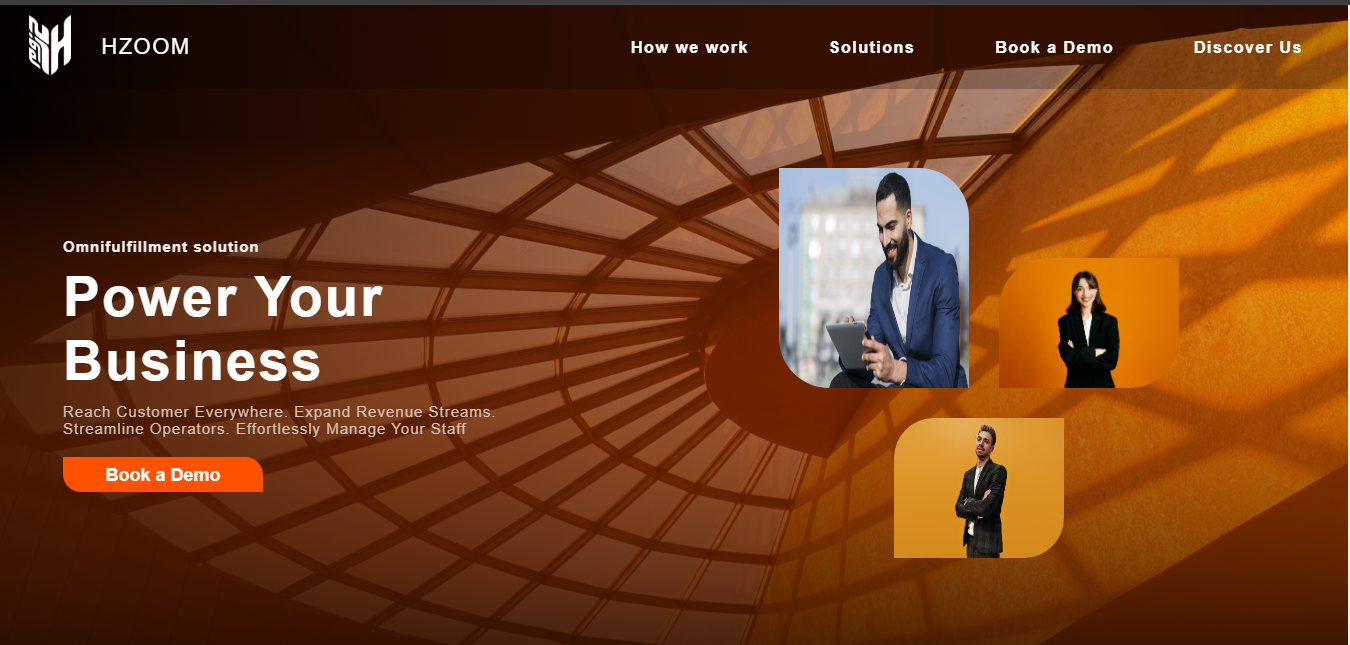 HZOOM
How we work
Solutions
Book a Demo
Discover Us
Omnifulfillment solution
Power Your
Business
Reach Customer Everywhere. Expand Revenue Streams.
Streamline Operators. Effortlessly Manage Your Staff
Book a Demo